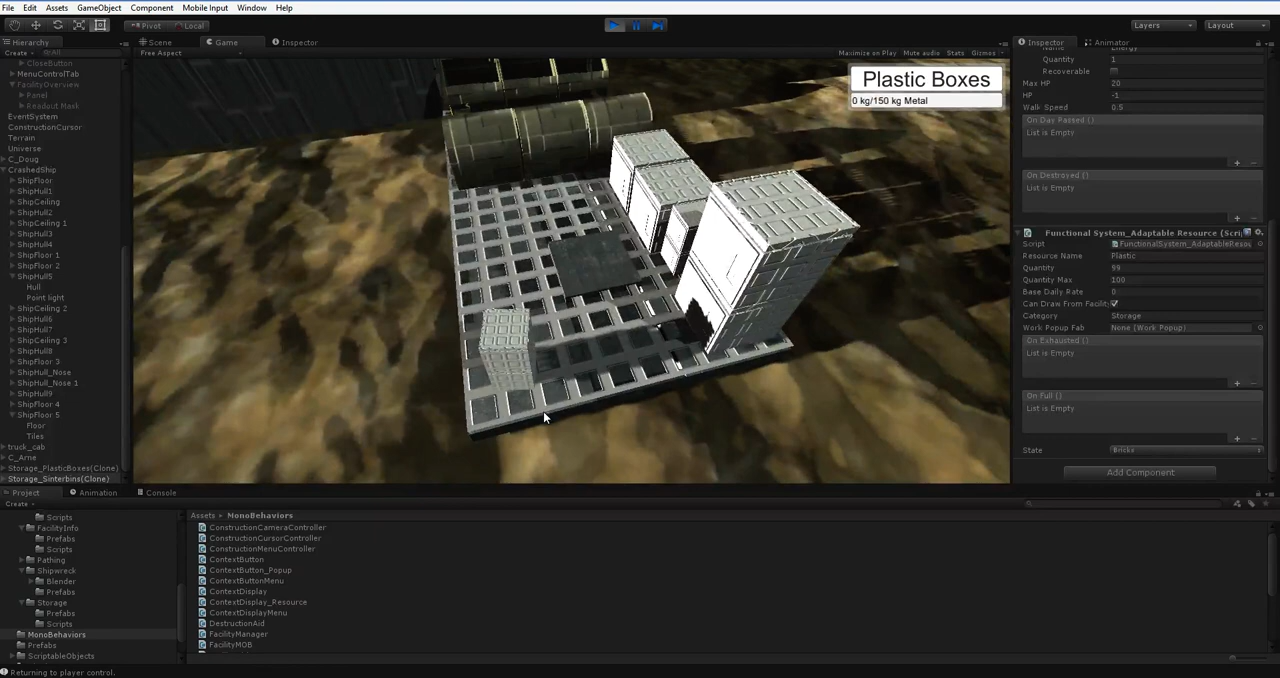 File Edit Assets GameObject Component Mobile Input Window Help
Pivot Local Layers Layout
Hierarchy Scene Game Inspector Inspector Animator
Create All Free Aspect Maximize on Play Mute audio Stats Gizmos
CloseButton
MenuControlTab
FacilityOverview
Panel
Readout Mask
EventSystem
ConstructionCursor
Terrain
Universe
C_Doug
CrashedShip
ShipFloor
ShipHull1
ShipCeiling
ShipHull2
ShipCeiling 1
ShipHull3
ShipHull4
ShipFloor 1
ShipFloor 2
ShipHull5
Hull
Point light
ShipCeiling 2
ShipHull6
ShipHull7
ShipCeiling 3
ShipHull8
ShipFloor 3
ShipHull_Nose
ShipHull_Nose 1
ShipHull9
ShipFloor 4
ShipFloor 5
Floor
Tiles
truck_cab
C_Arne
Storage_PlasticBoxes(Clone)
Storage_Sinterbins(Clone)
Plastic Boxes
0 kg/150 kg Metal
Name Energy
Quantity 1
Recoverable
Max HP 20
HP -1
Walk Speed 0.5
On Day Passed ()
List is Empty
On Destroyed ()
List is Empty
Functional System_Adaptable Resource (Scri
Script FunctionalSystem_AdaptableResou
Resource Name Plastic
Quantity 99
Quantity Max 100
Base Daily Rate 0
Can Draw From Facilit
Category Storage
Work Popup Fab None (Work Popup)
On Exhausted ()
List is Empty
On Full ()
List is Empty
State Bricks
Add Component
Project Animation Console
Create
Scripts
FacilityInfo
Prefabs
Scripts
Pathing
Shipwreck
Blender
Prefabs
Storage
Prefabs
Scripts
MonoBehaviors
Prefabs
ScriptableObjects
Assets MonoBehaviors
ConstructionCameraController
ConstructionCursorController
ConstructionMenuController
ContextButton
ContextButton_Popup
ContextButtonMenu
ContextDisplay
ContextDisplay_Resource
ContextDisplayMenu
DestructionAid
FacilityManager
FacilityMOB
Returning to player control.